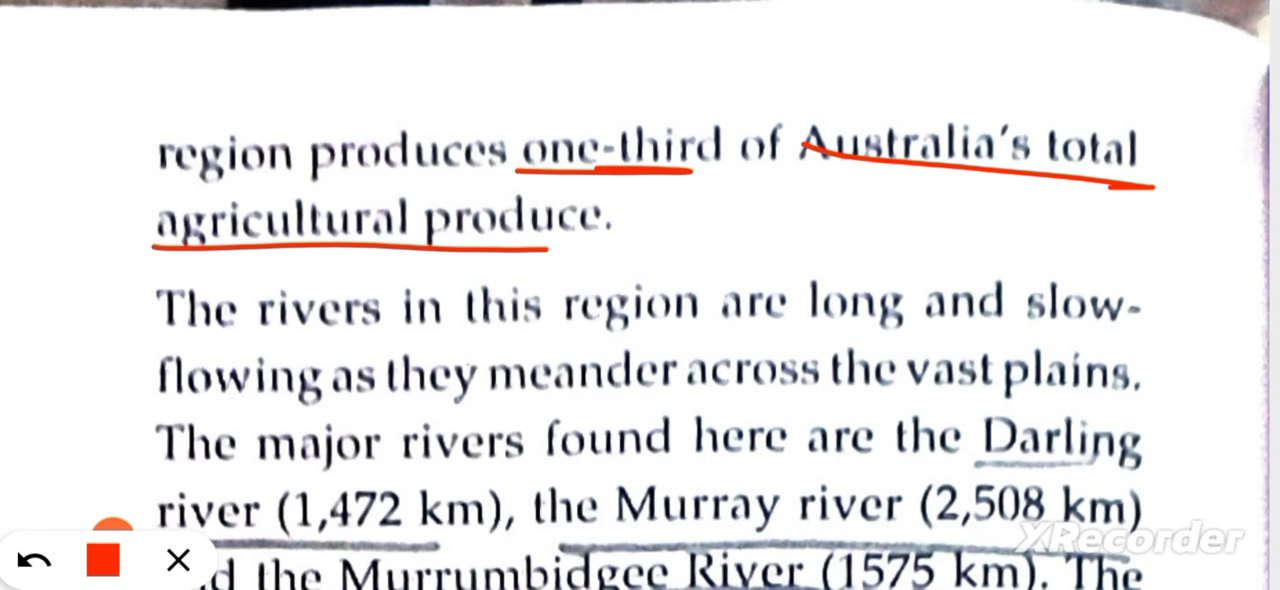 region produces one-third of Australia's total
agricultural produce.
The rivers in this region are long and slow-
flowing as they meander across the vast plains.
The major rivers found here are the Darling
river (1,472 km), the Murray river (2,508 km)
the Murrumbidgee River (1575 km). The
XRecorder